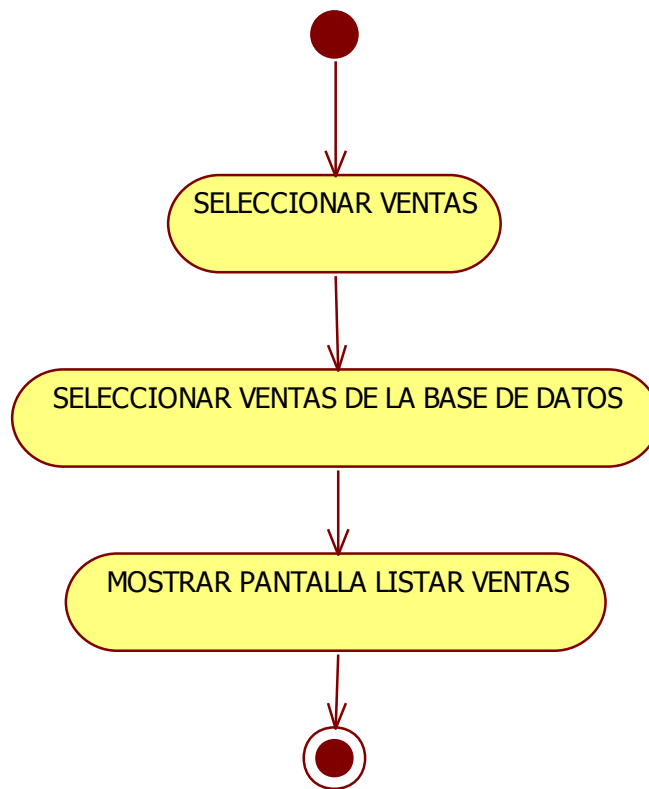 SELECCIONAR VENTAS
SELECCIONAR VENTAS DE LA BASE DE DATOS
MOSTRAR PANTALLA LISTAR VENTAS